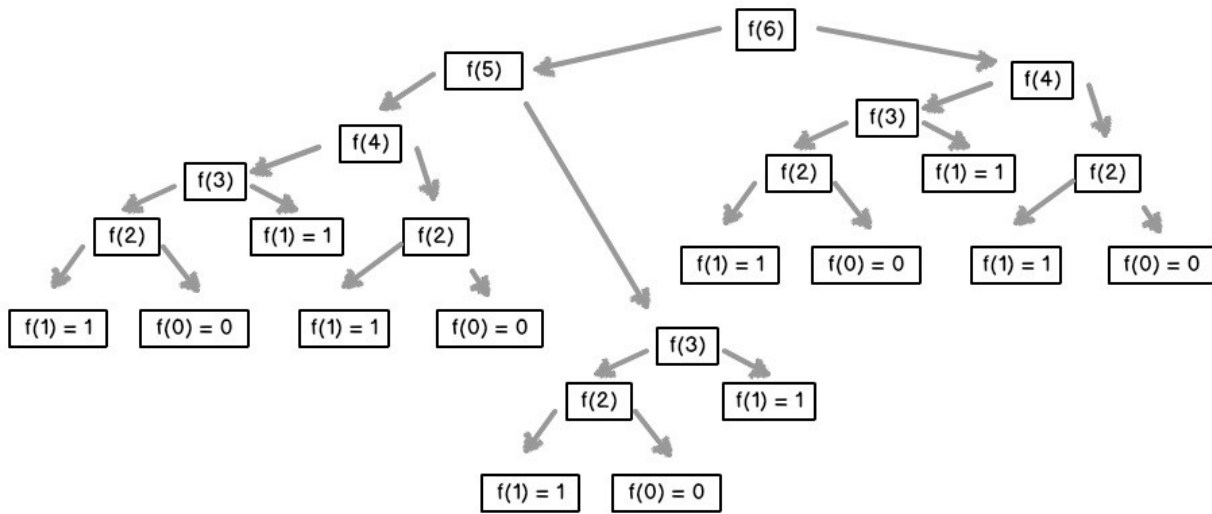 f(6)
f(5)
f(4)
f(4)
f(3)
f(3)
f(2)
f(1) = 1
f(2)
f(2)
f(1) = 1
f(2)
f(1) = 1
f(0) = 0
f(1) = 1
f(0) = 0
f(1) = 1
f(0) = 0
f(1) = 1
f(0) = 0
f(3)
f(2)
f(1) = 1
f(1) = 1
f(0) = 0